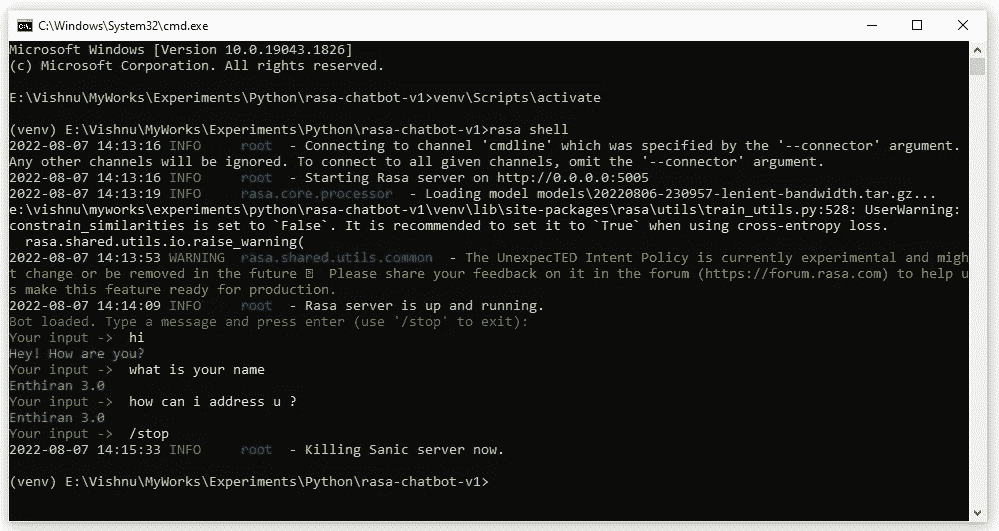 C:\Windows\System32\cmd.exe
Microsoft Windows [Version 10.0.19043.1826]
(c) Microsoft Corporation. All rights reserved.
E:\Vishnu\MyWorks\Experiments\Python\rasa-chatbot-v1>venv\Scripts\activate
(venv) E:\Vishnu\MyWorks\Experiments\Python\rasa-chatbot-v1>rasa shell
2022-08-07 14:13:16 INFO     root  - Connecting to channel 'cmdline' which was specified by the '--connector' argument.
Any other channels will be ignored. To connect to all given channels, omit the '--connector' argument.
2022-08-07 14:13:16 INFO     root  - Starting Rasa server on http://0.0.0.0:5005
2022-08-07 14:13:19 INFO     rasa.core.processor  - Loading model models\20220806-230957-lenient-bandwidth.tar.gz...
e:\vishnu\myworks\experiments\python\rasa-chatbot-v1\venv\lib\site-packages\rasa\utils\train_utils.py:528: UserWarning:
constrain_similarities is set to `False`. It is recommended to set it to `True` when using cross-entropy loss.
  rasa.shared.utils.io.raise_warning(
2022-08-07 14:13:53 WARNING  rasa.shared.utils.common  - The UnexpecTED Intent Policy is currently experimental and migh
t change or be removed in the future   Please share your feedback on it in the forum (https://forum.rasa.com) to help u
s make this feature ready for production.
2022-08-07 14:14:09 INFO     root  - Rasa server is up and running.
Bot loaded. Type a message and press enter (use '/stop' to exit):
Your input ->  hi
Hey! How are you?
Your input ->  what is your name
Enthiran 3.0
Your input ->  how can i address u ?
Enthiran 3.0
Your input ->  /stop
2022-08-07 14:15:33 INFO     root  - Killing Sanic server now.
(venv) E:\Vishnu\MyWorks\Experiments\Python\rasa-chatbot-v1>